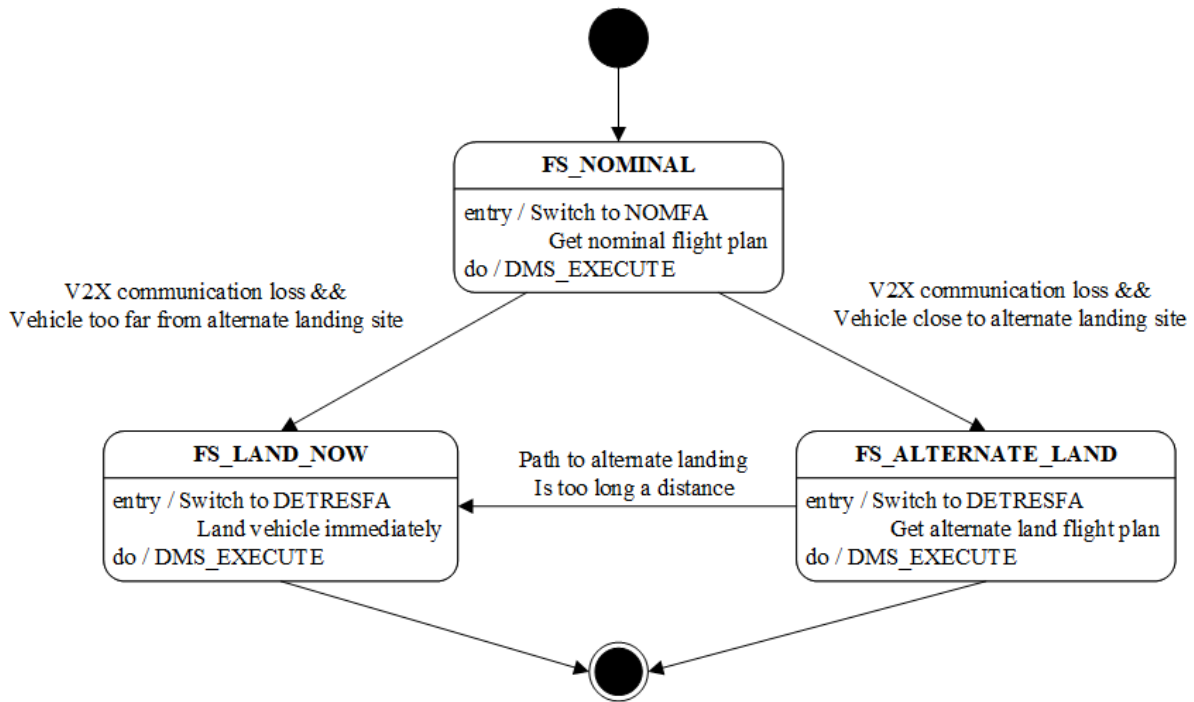 FS_NOMINAL
entry / Switch to NOMFA
Get nominal flight plan
do / DMS_EXECUTE
V2X communication loss &&
Vehicle too far from alternate landing site
V2X communication loss &&
Vehicle close to alternate landing site
FS_LAND_NOW
entry / Switch to DETRESFA
Land vehicle immediately
do / DMS_EXECUTE
Path to alternate landing
Is too long a distance
FS_ALTERNATE_LAND
entry / Switch to DETRESFA
Get alternate land flight plan
do / DMS_EXECUTE